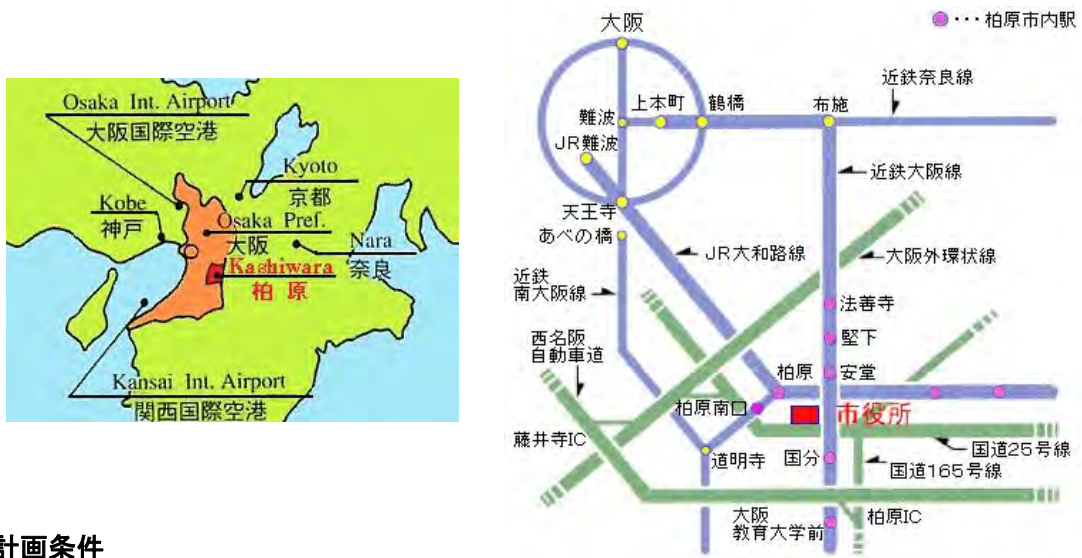 Osaka Int. Airport
大阪国際空港
Kyoto
京都
Kobe
神戸
Osaka Pref.
大阪
Nara
奈良
Kashiwara
柏原
Kansai Int. Airport
関西国際空港
大阪
●・・・柏原市内駅
近鉄奈良線
上本町
鶴橋
布施
難波
JR難波
近鉄大阪線
天王寺
あべの橋
JR大和路線
大阪外環状線
近鉄
南大阪線
法善寺
西名阪
自動車道
堅下
柏原
安堂
柏原南口
市役所
藤井寺IC
道明寺
国分
国道25号線
国道165号線
大阪
教育大学前
柏原IC
計画条件